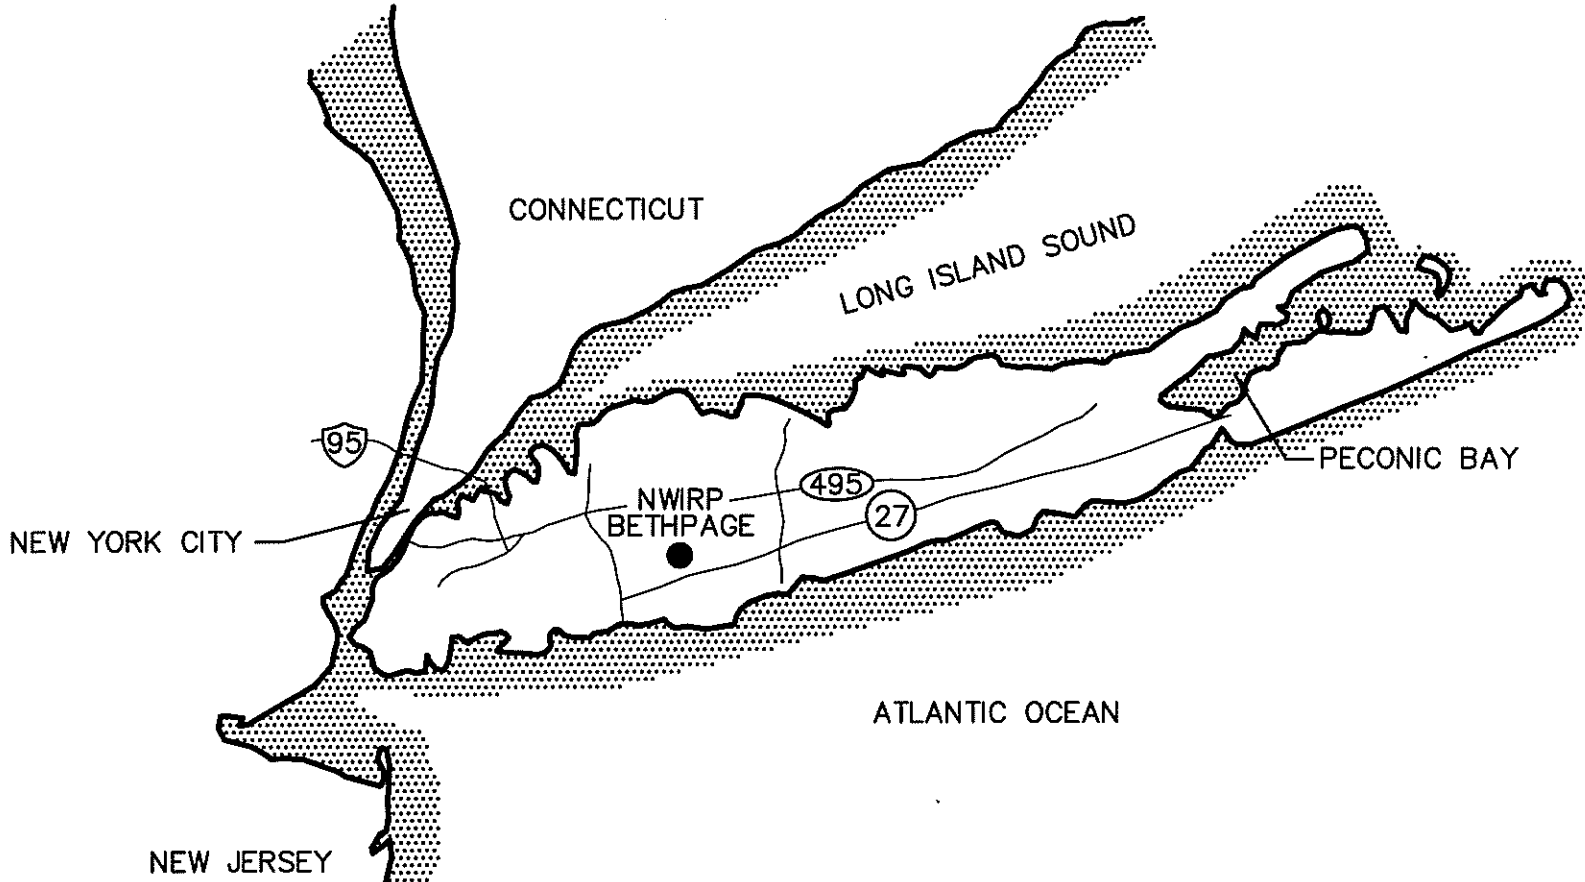 CONNECTICUT
LONG ISLAND SOUND
95
PECONIC BAY
495
NWIRP
BETHPAGE
27
NEW YORK CITY
ATLANTIC OCEAN
NEW JERSEY